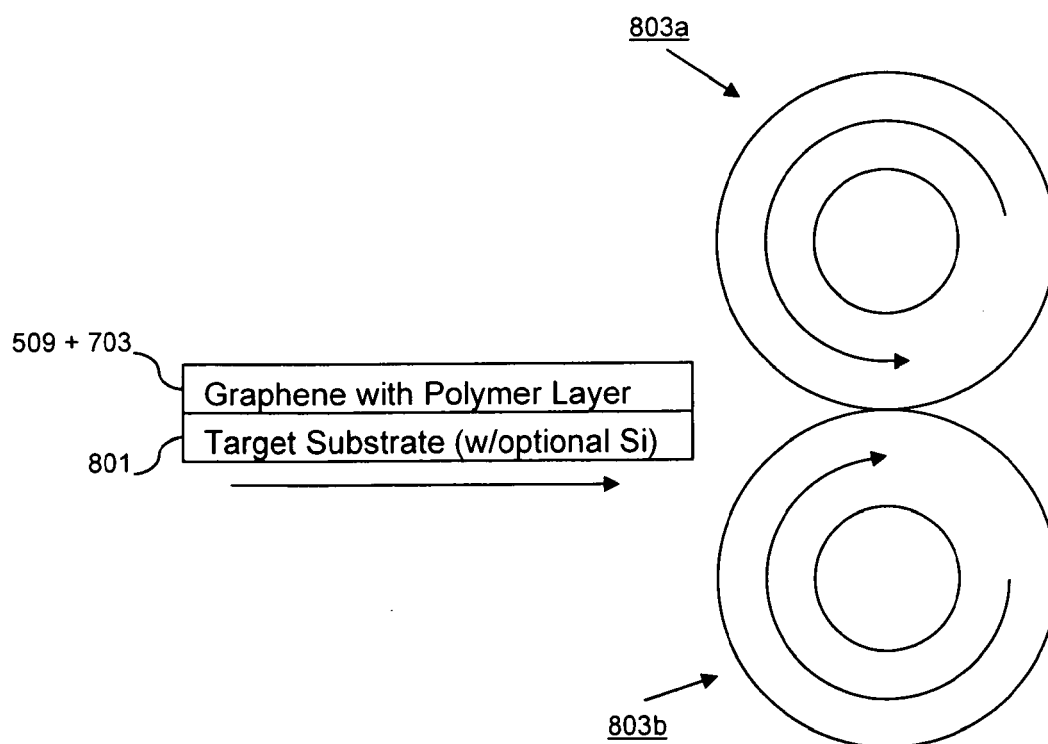 803a
509 + 703
Graphene with Polymer Layer
Target Substrate (w/optional Si)
801
803b